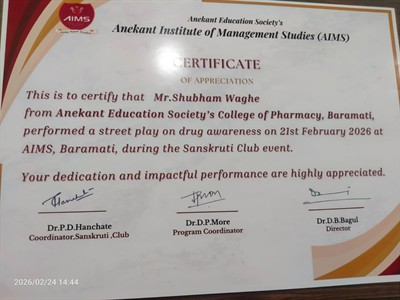 Anekant Education Society's
Anekant Institute of Management Studies (AIMS)
AIMS
CERTIFICATE
OF APPRECIATION
This is to certify that Mr.Shubham Waghe
from Anekant Education Society's College of Pharmacy, Baramati,
performed a street play on drug awareness on 21st February 2026 at
AIMS, Baramati, during the Sanskruti Club event.
Your dedication and impactful performance are highly appreciated.
Dr.P.D.Hanchate
Coordinator,Sanskruti ,Club
Dr.D.P.More
Program Coordinator
Dr.D.B.Bagul
Director
2026/02/24 14:44